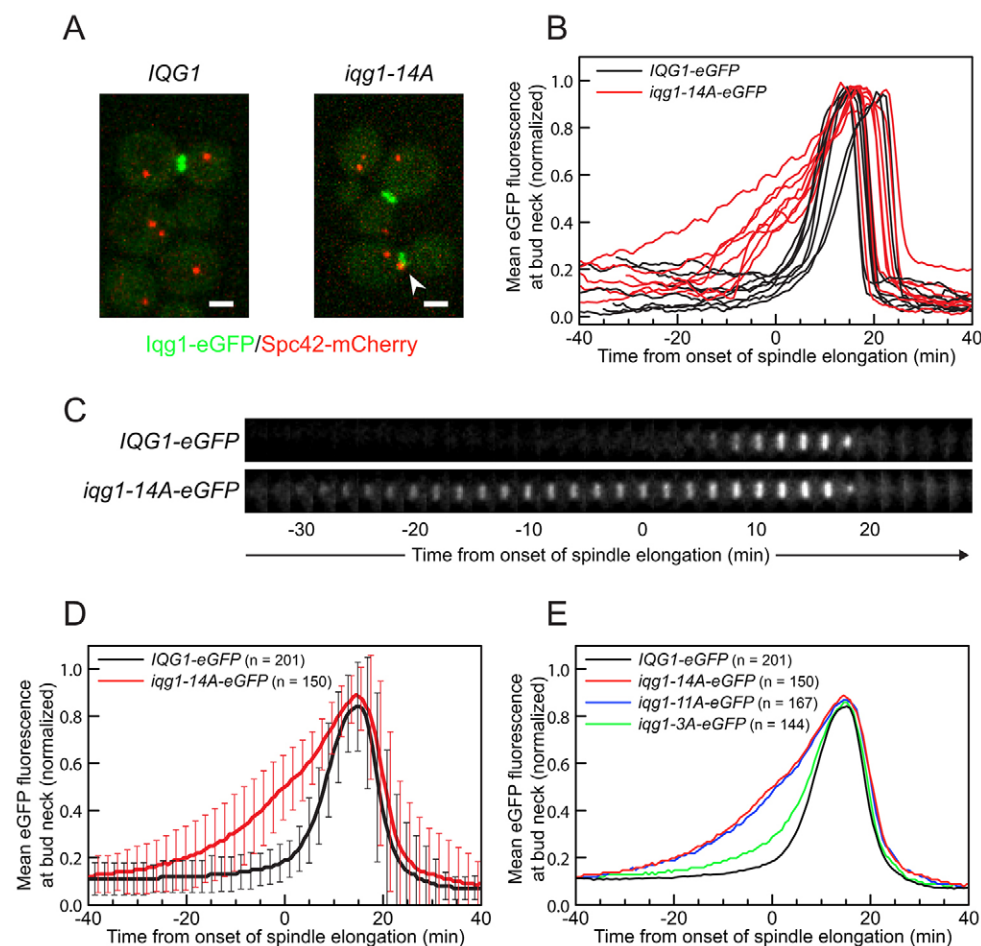 A
IQG1
iqg1-14A
Iqg1-eGFP/Spc42-mCherry
B
Mean eGFP fluorescence
at bud neck (normalized)
1.0
0.8
0.6
0.4
0.2
0.0
IQG1-eGFP
iqg1-14A-eGFP
-40
-20
0
20
40
Time from onset of spindle elongation (min)
C
IQG1-eGFP
iqg1-14A-eGFP
-30
-20
-10
0
10
20
Time from onset of spindle elongation (min)
D
Mean eGFP fluorescence
at bud neck (normalized)
1.0
0.8
0.6
0.4
0.2
0.0
IQG1-eGFP (n = 201)
iqg1-14A-eGFP (n = 150)
-40
-20
0
20
40
Time from onset of spindle elongation (min)
E
Mean eGFP fluorescence
at bud neck (normalized)
1.0
0.8
0.6
0.4
0.2
0.0
IQG1-eGFP (n = 201)
iqg1-14A-eGFP (n = 150)
iqg1-11A-eGFP (n = 167)
iqg1-3A-eGFP (n = 144)
-40
-20
0
20
40
Time from onset of spindle elongation (min)